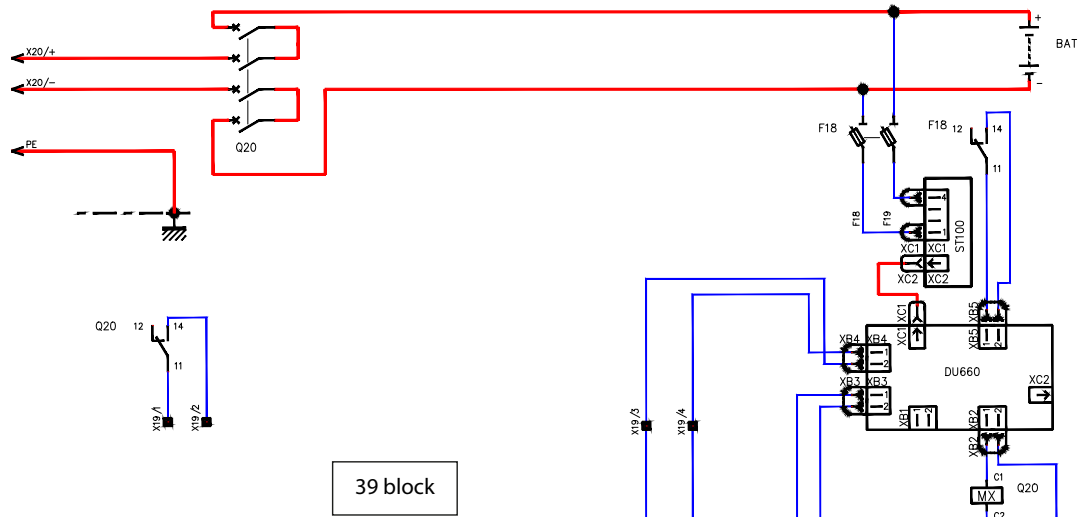 +
BAT
-
X20/+
X20/-
Q20
PE
F18
F18
12
14
11
4
1
F18
F19
ST100
XC1
XC1
XC2
XC2
Q20
12
14
11
X19/1
X19/2
X19/3
X19/4
XC1
XC1
XB5
XB5
1
2
XB4
XB4
1
2
XB3
XB3
1
2
DU660
XC2
XB1
1
2
XB2
1
2
XB2
C1
MX
Q20
C2
39 block